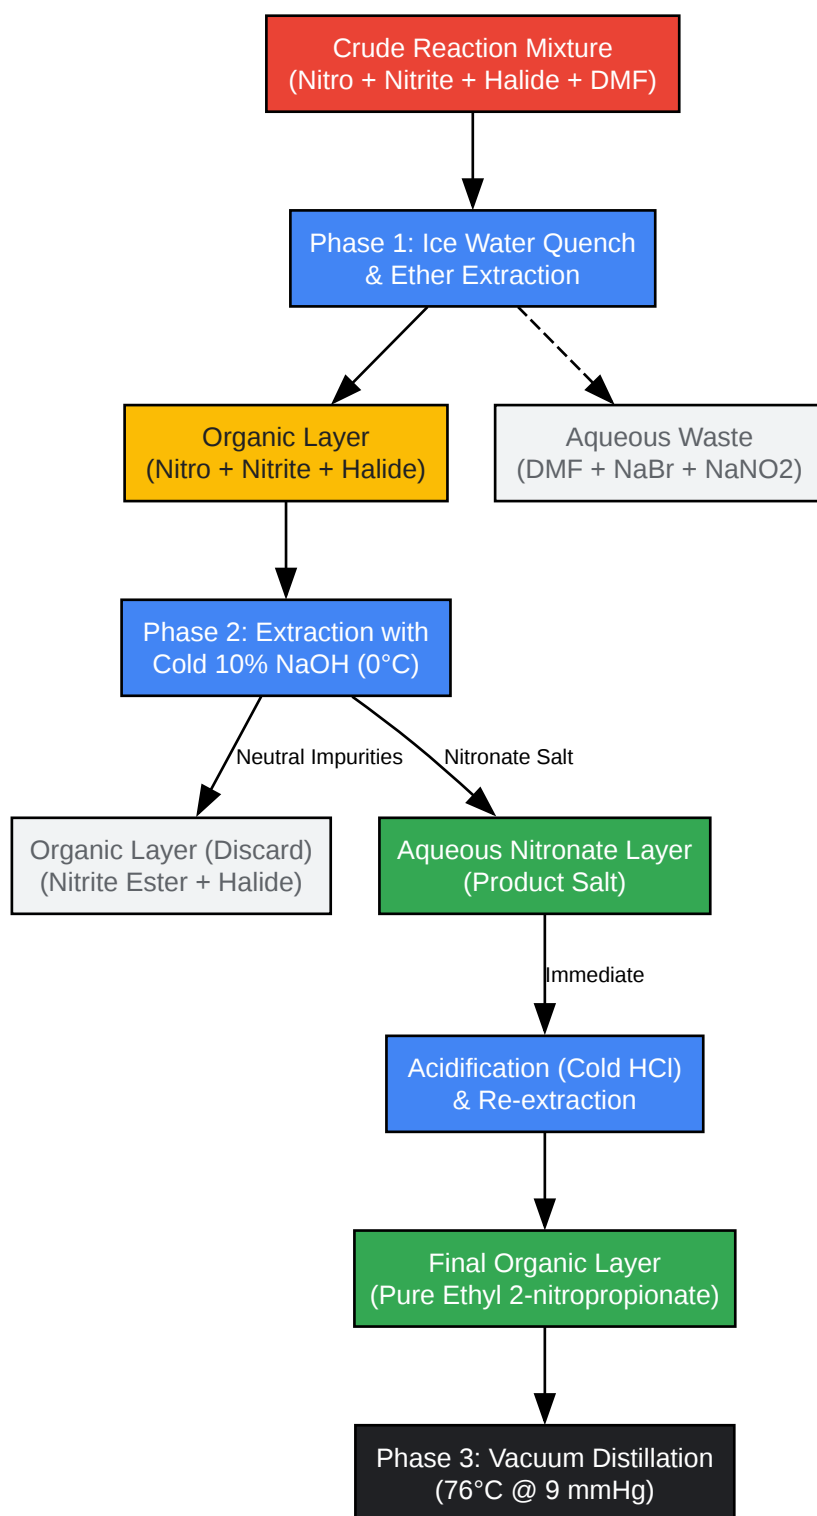 Crude Reaction Mixture
(Nitro + Nitrite + Halide + DMF)
Phase 1: Ice Water Quench
& Ether Extraction
Organic Layer
(Nitro + Nitrite + Halide)
Aqueous Waste
(DMF + NaBr + NaNO2)
Phase 2: Extraction with
Cold 10% NaOH (0°C)
Neutral Impurities
Nitronate Salt
Organic Layer (Discard)
(Nitrite Ester + Halide)
Aqueous Nitronate Layer
(Product Salt)
Immediate
Acidification (Cold HCl)
& Re-extraction
Final Organic Layer
(Pure Ethyl 2-nitropropionate)
Phase 3: Vacuum Distillation
(76°C @ 9 mmHg)